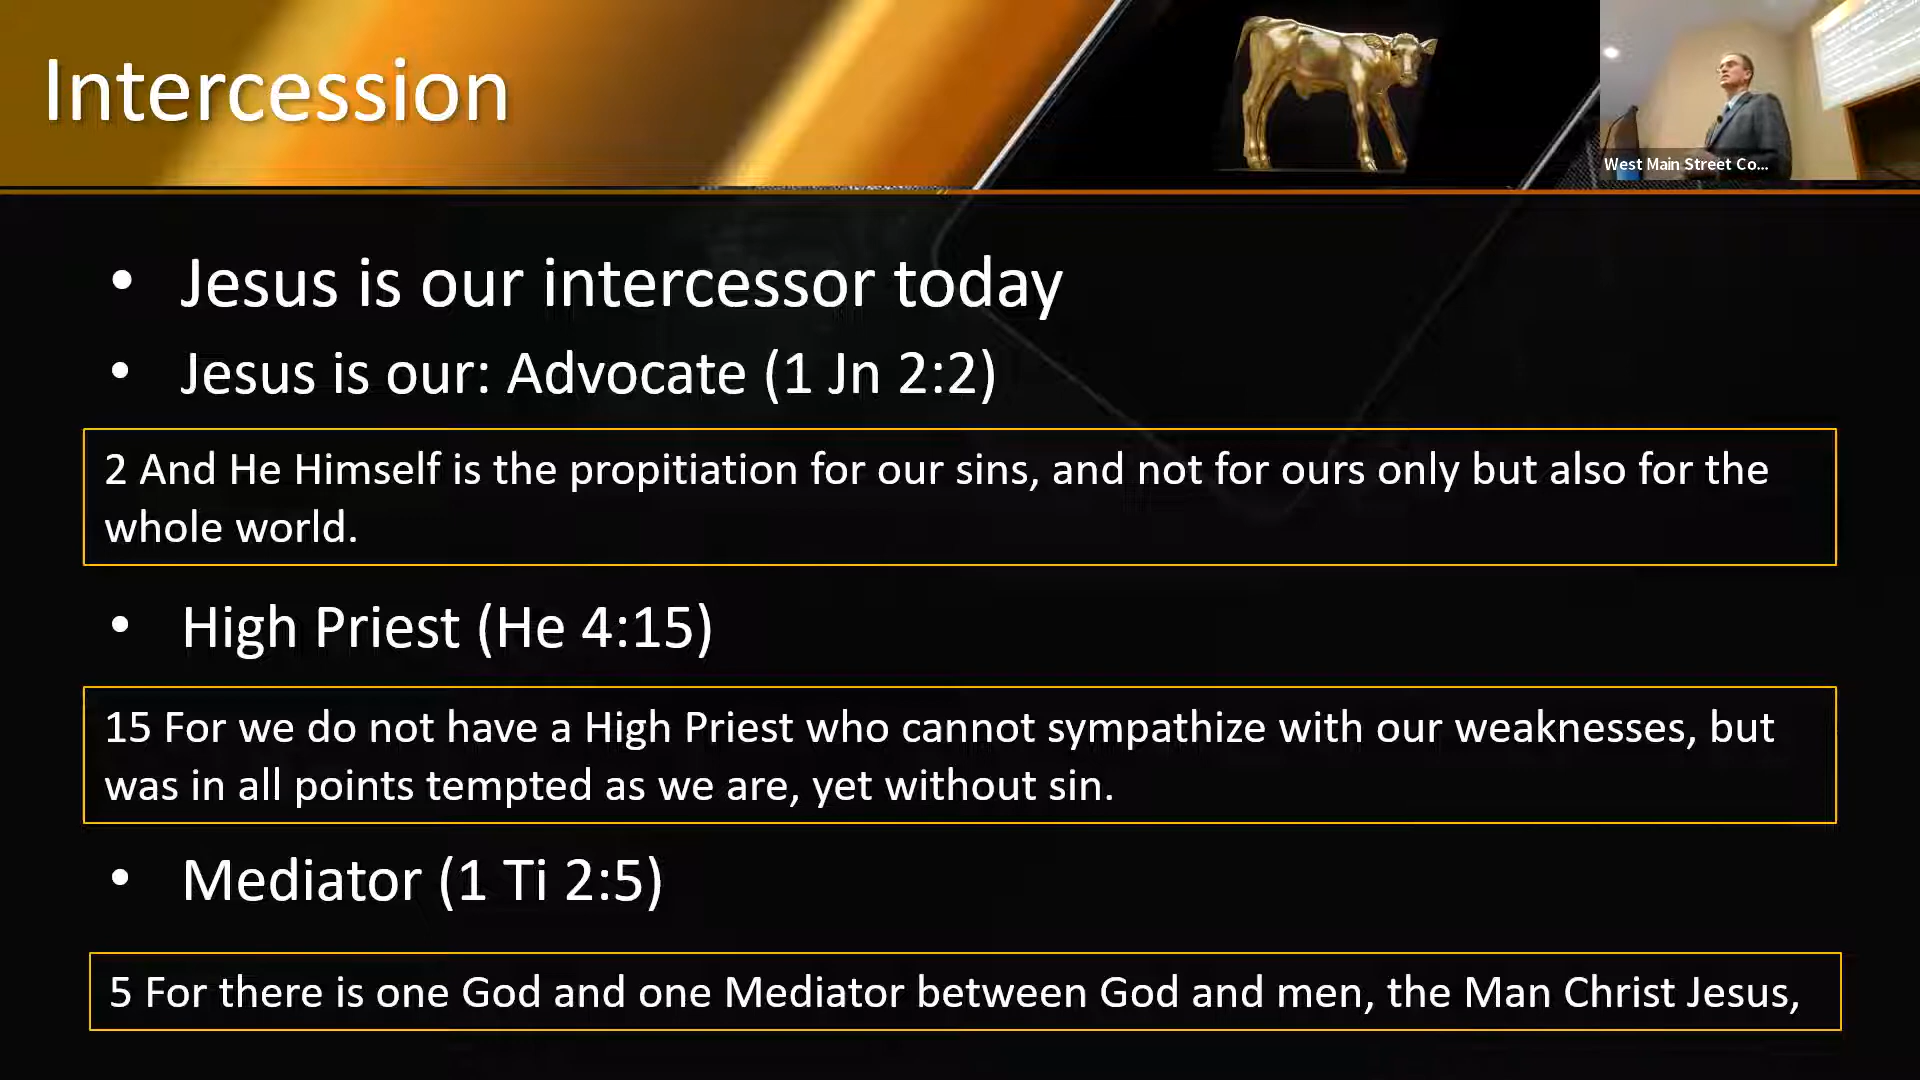 Intercession
West Main Street Co...
• Jesus is our intercessor today
• Jesus is our: Advocate (1 Jn 2:2)
2 And He Himself is the propitiation for our sins, and not for ours only but also for the
whole world.
• High Priest (He 4:15)
15 For we do not have a High Priest who cannot sympathize with our weaknesses, but
was in all points tempted as we are, yet without sin.
• Mediator (1 Ti 2:5)
5 For there is one God and one Mediator between God and men, the Man Christ Jesus,